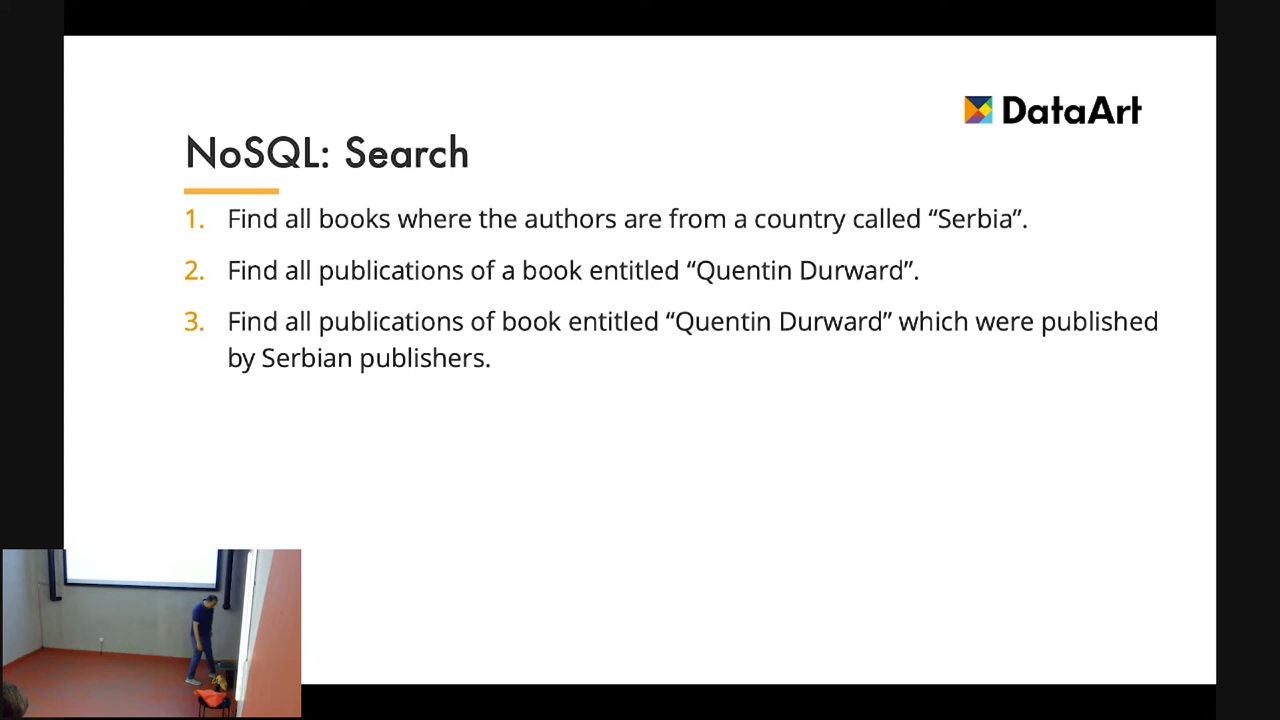 DataArt
NoSQL: Search
1. Find all books where the authors are from a country called “Serbia”.
2. Find all publications of a book entitled “Quentin Durward”.
3. Find all publications of book entitled “Quentin Durward” which were published
by Serbian publishers.